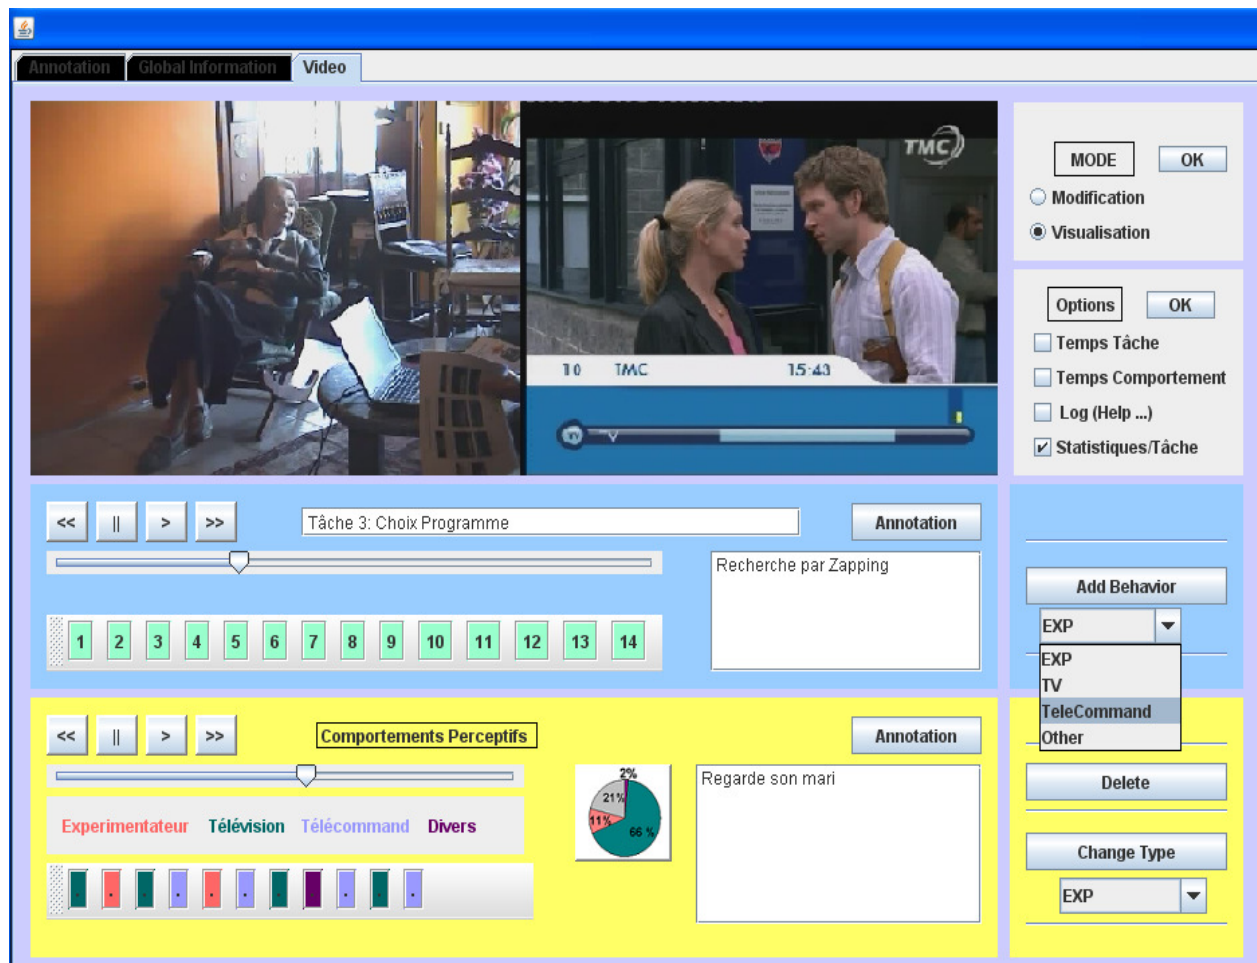 Annotation
Global Information
Video
TMC
10 TMC 15:43
TV
MODE
OK
Modification
Visualisation
Options
OK
Temps Tâche
Temps Comportement
Log (Help ...)
Statistiques/Tâche
<< || > >>
Tâche 3: Choix Programme
Annotation
Recherche par Zapping
1 2 3 4 5 6 7 8 9 10 11 12 13 14
Add Behavior
EXP
EXP
TV
TeleCommand
Other
<< || > >>
Comportements Perceptifs
Annotation
Experimentateur Télévision Télécommand Divers
2%
21%
11%
66 %
Regarde son mari
Delete
Change Type
EXP